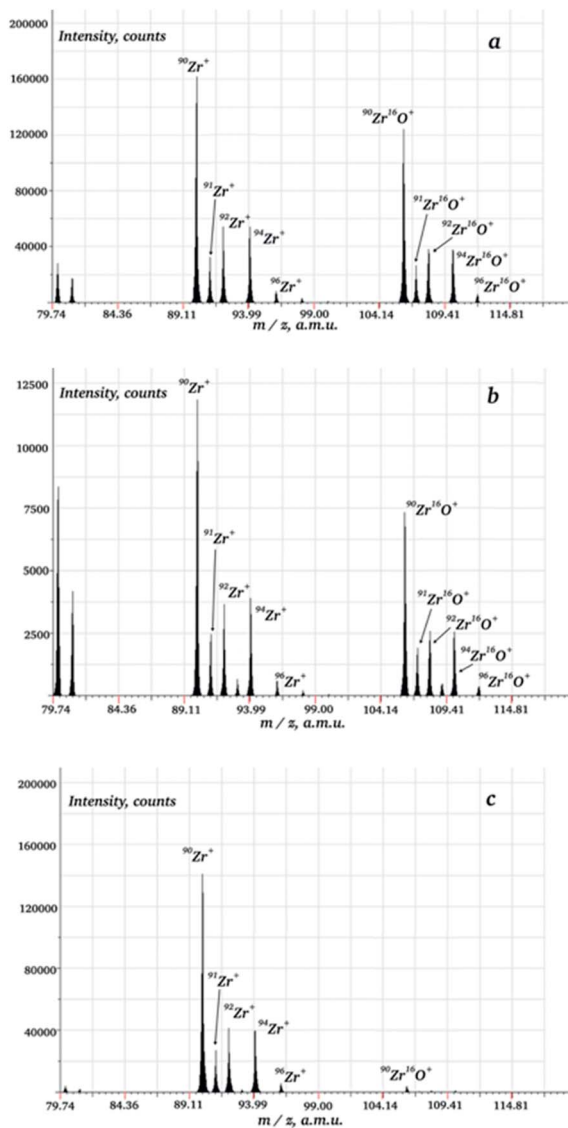 200000
Intensity, counts
a
⁹⁰Zr⁺
160000
⁹⁰Zr¹⁶O⁺
120000
⁹¹Zr⁺
80000
⁹¹Zr¹⁶O⁺
⁹²Zr⁺
⁹²Zr¹⁶O⁺
⁹⁴Zr⁺
40000
⁹⁴Zr¹⁶O⁺
⁹⁶Zr⁺
⁹⁶Zr¹⁶O⁺
79.74 84.36 89.11 93.99 99.00 104.14 109.41 114.81
m / z, a.m.u.
12500
Intensity, counts
b
⁹⁰Zr⁺
10000
7500
⁹⁰Zr¹⁶O⁺
⁹¹Zr⁺
5000
⁹²Zr⁺
⁹¹Zr¹⁶O⁺
⁹⁴Zr⁺
⁹²Zr¹⁶O⁺
2500
⁹⁴Zr¹⁶O⁺
⁹⁶Zr⁺
⁹⁶Zr¹⁶O⁺
79.74 84.36 89.11 93.99 99.00 104.14 109.41 114.81
m / z, a.m.u.
200000
Intensity, counts
c
160000
⁹⁰Zr⁺
120000
80000
⁹¹Zr⁺
⁹²Zr⁺
⁹⁴Zr⁺
40000
⁹⁶Zr⁺
⁹⁰Zr¹⁶O⁺
79.74 84.36 89.11 93.99 99.00 104.14 109.41 114.81
m / z, a.m.u.